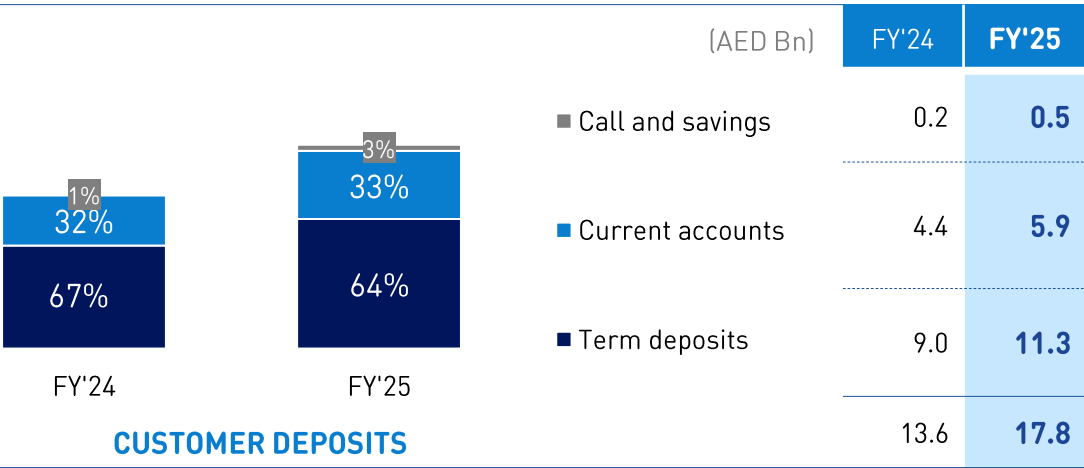 (AED Bn) FY'24 FY'25
Call and savings 0.2 0.5
3%
33%
1%
32%
Current accounts 4.4 5.9
67% 64%
Term deposits 9.0 11.3
FY'24 FY'25
CUSTOMER DEPOSITS
13.6 17.8